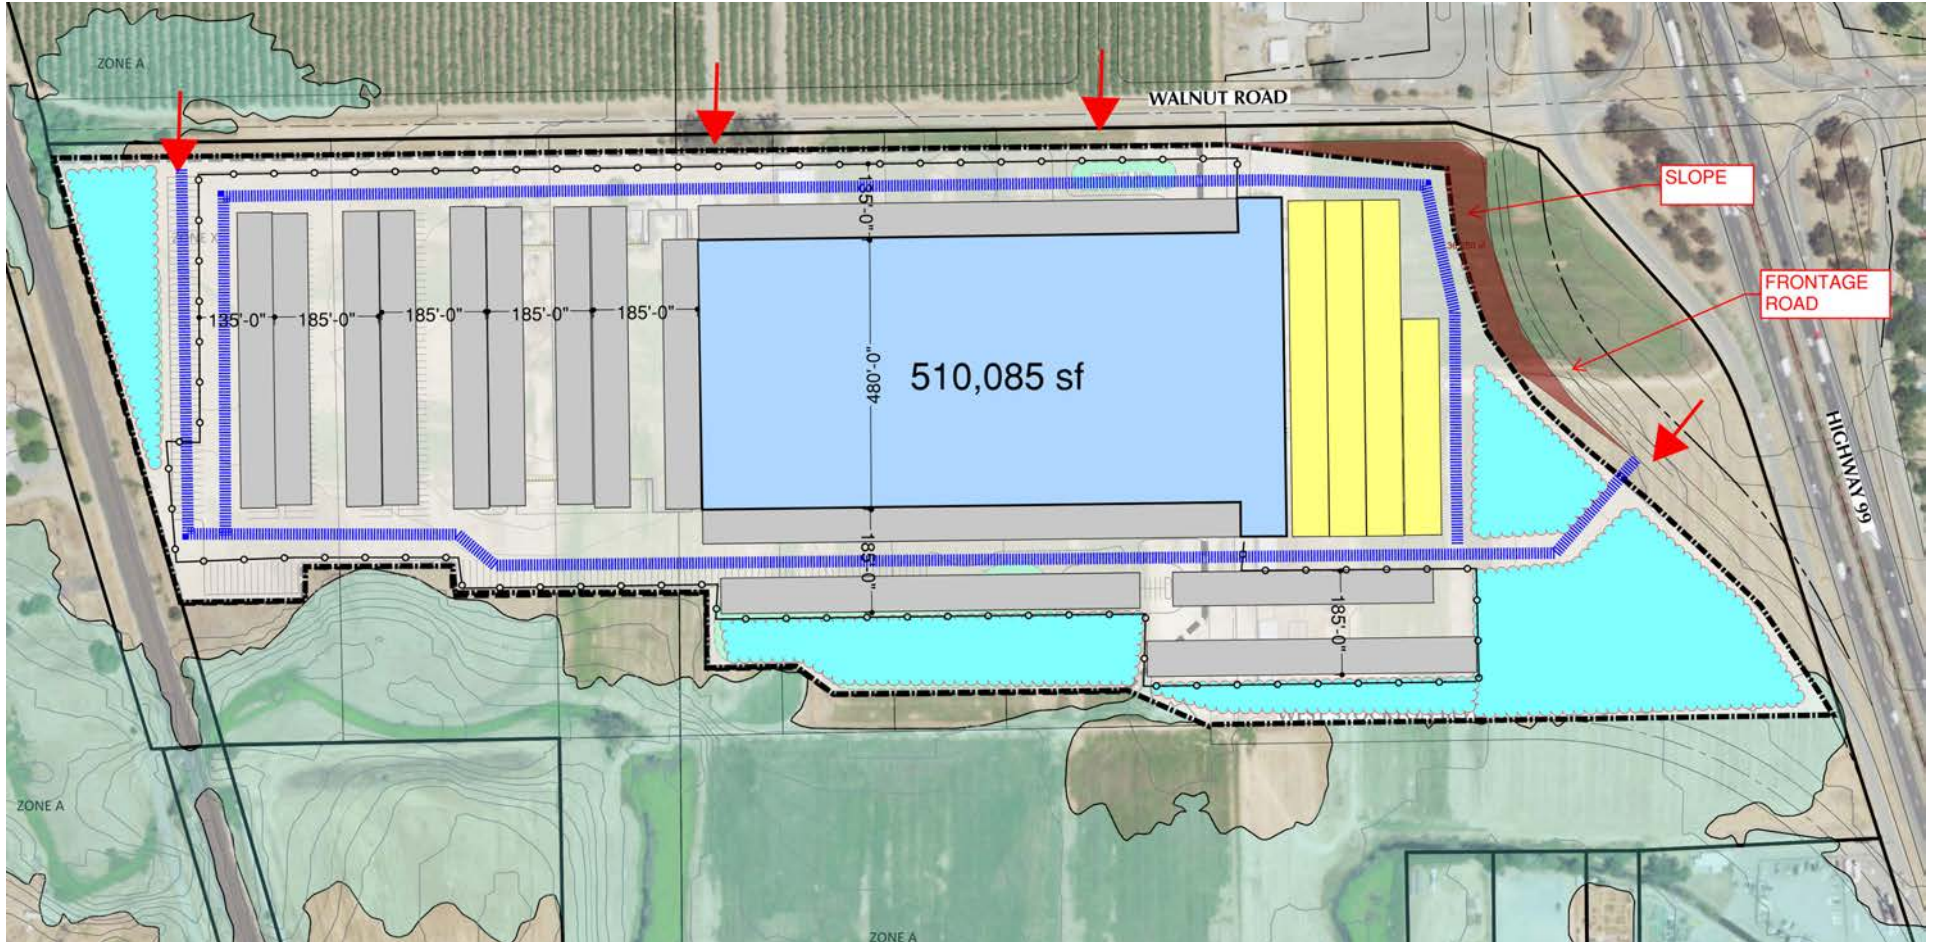 ZONE A
WALNUT ROAD
SLOPE
135'-0"
ZONE X
FRONTAGE
ROAD
135'-0"
185'-0"
185'-0"
185'-0"
185'-0"
480'-0"
510,085 sf
HIGHWAY 99
185'-0"
185'-0"
ZONE A
ZONE A